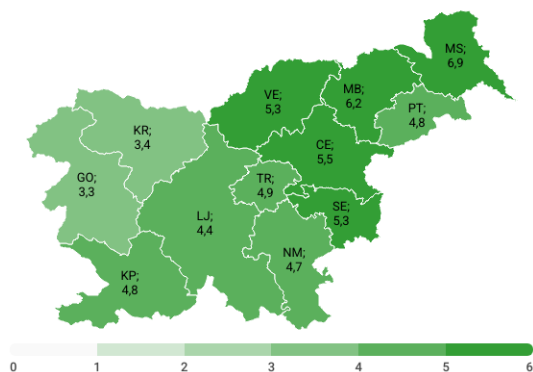 MS;
6,9
VE;
5,3
MB;
6,2
PT;
4,8
KR;
3,4
CE;
5,5
GO;
3,3
TR;
4,9
SE;
5,3
LJ;
4,4
NM;
4,7
KP;
4,8
0 1 2 3 4 5 6